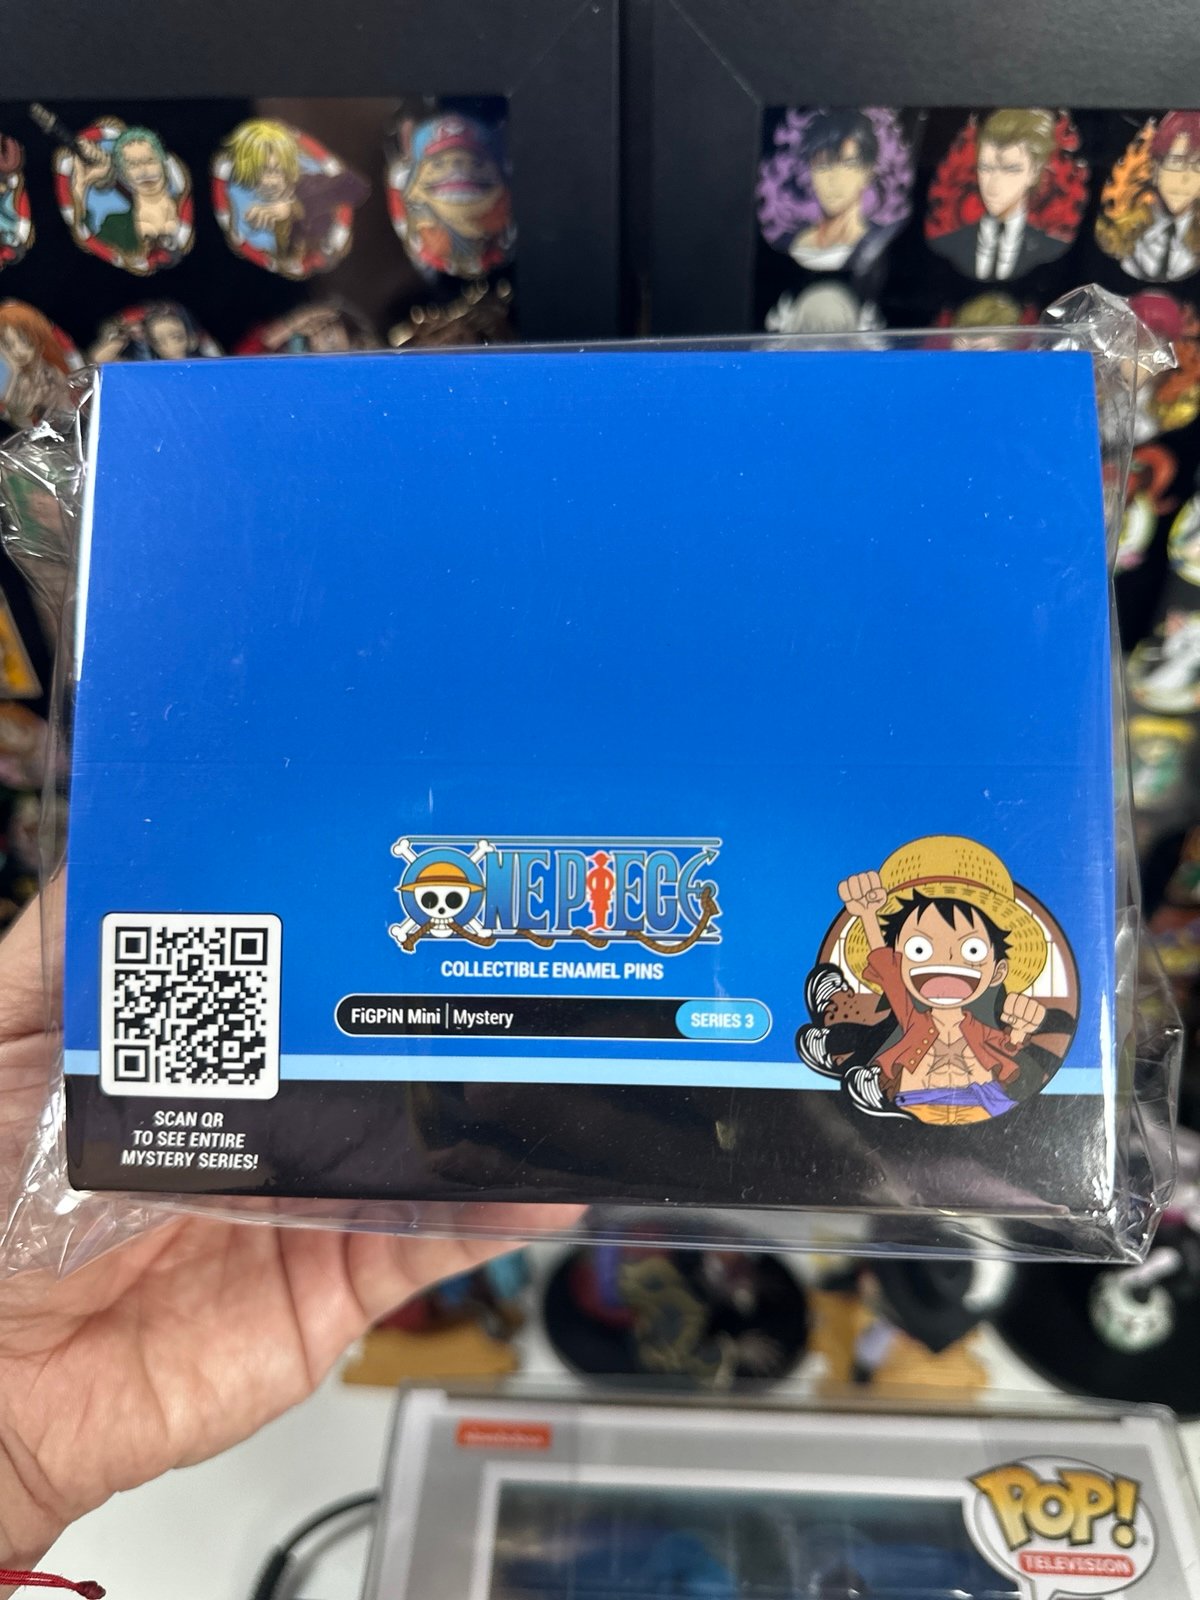 ONE PIECE
COLLECTIBLE ENAMEL PINS
FiGPiN Mini | Mystery
SERIES 3
SCAN QR
TO SEE ENTIRE
MYSTERY SERIES!
nickelodeon
POP!
TELEVISION